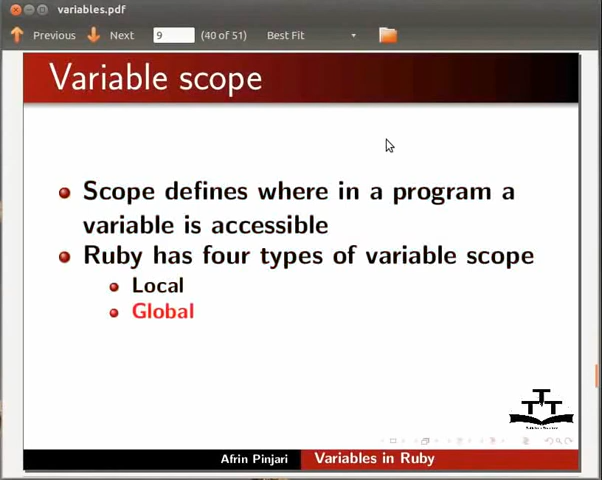 variables.pdf
Previous Next 9 (40 of 51) Best Fit
Variable scope
Scope defines where in a program a
variable is accessible
Ruby has four types of variable scope
Local
Global
Afrin Pinjari Variables in Ruby